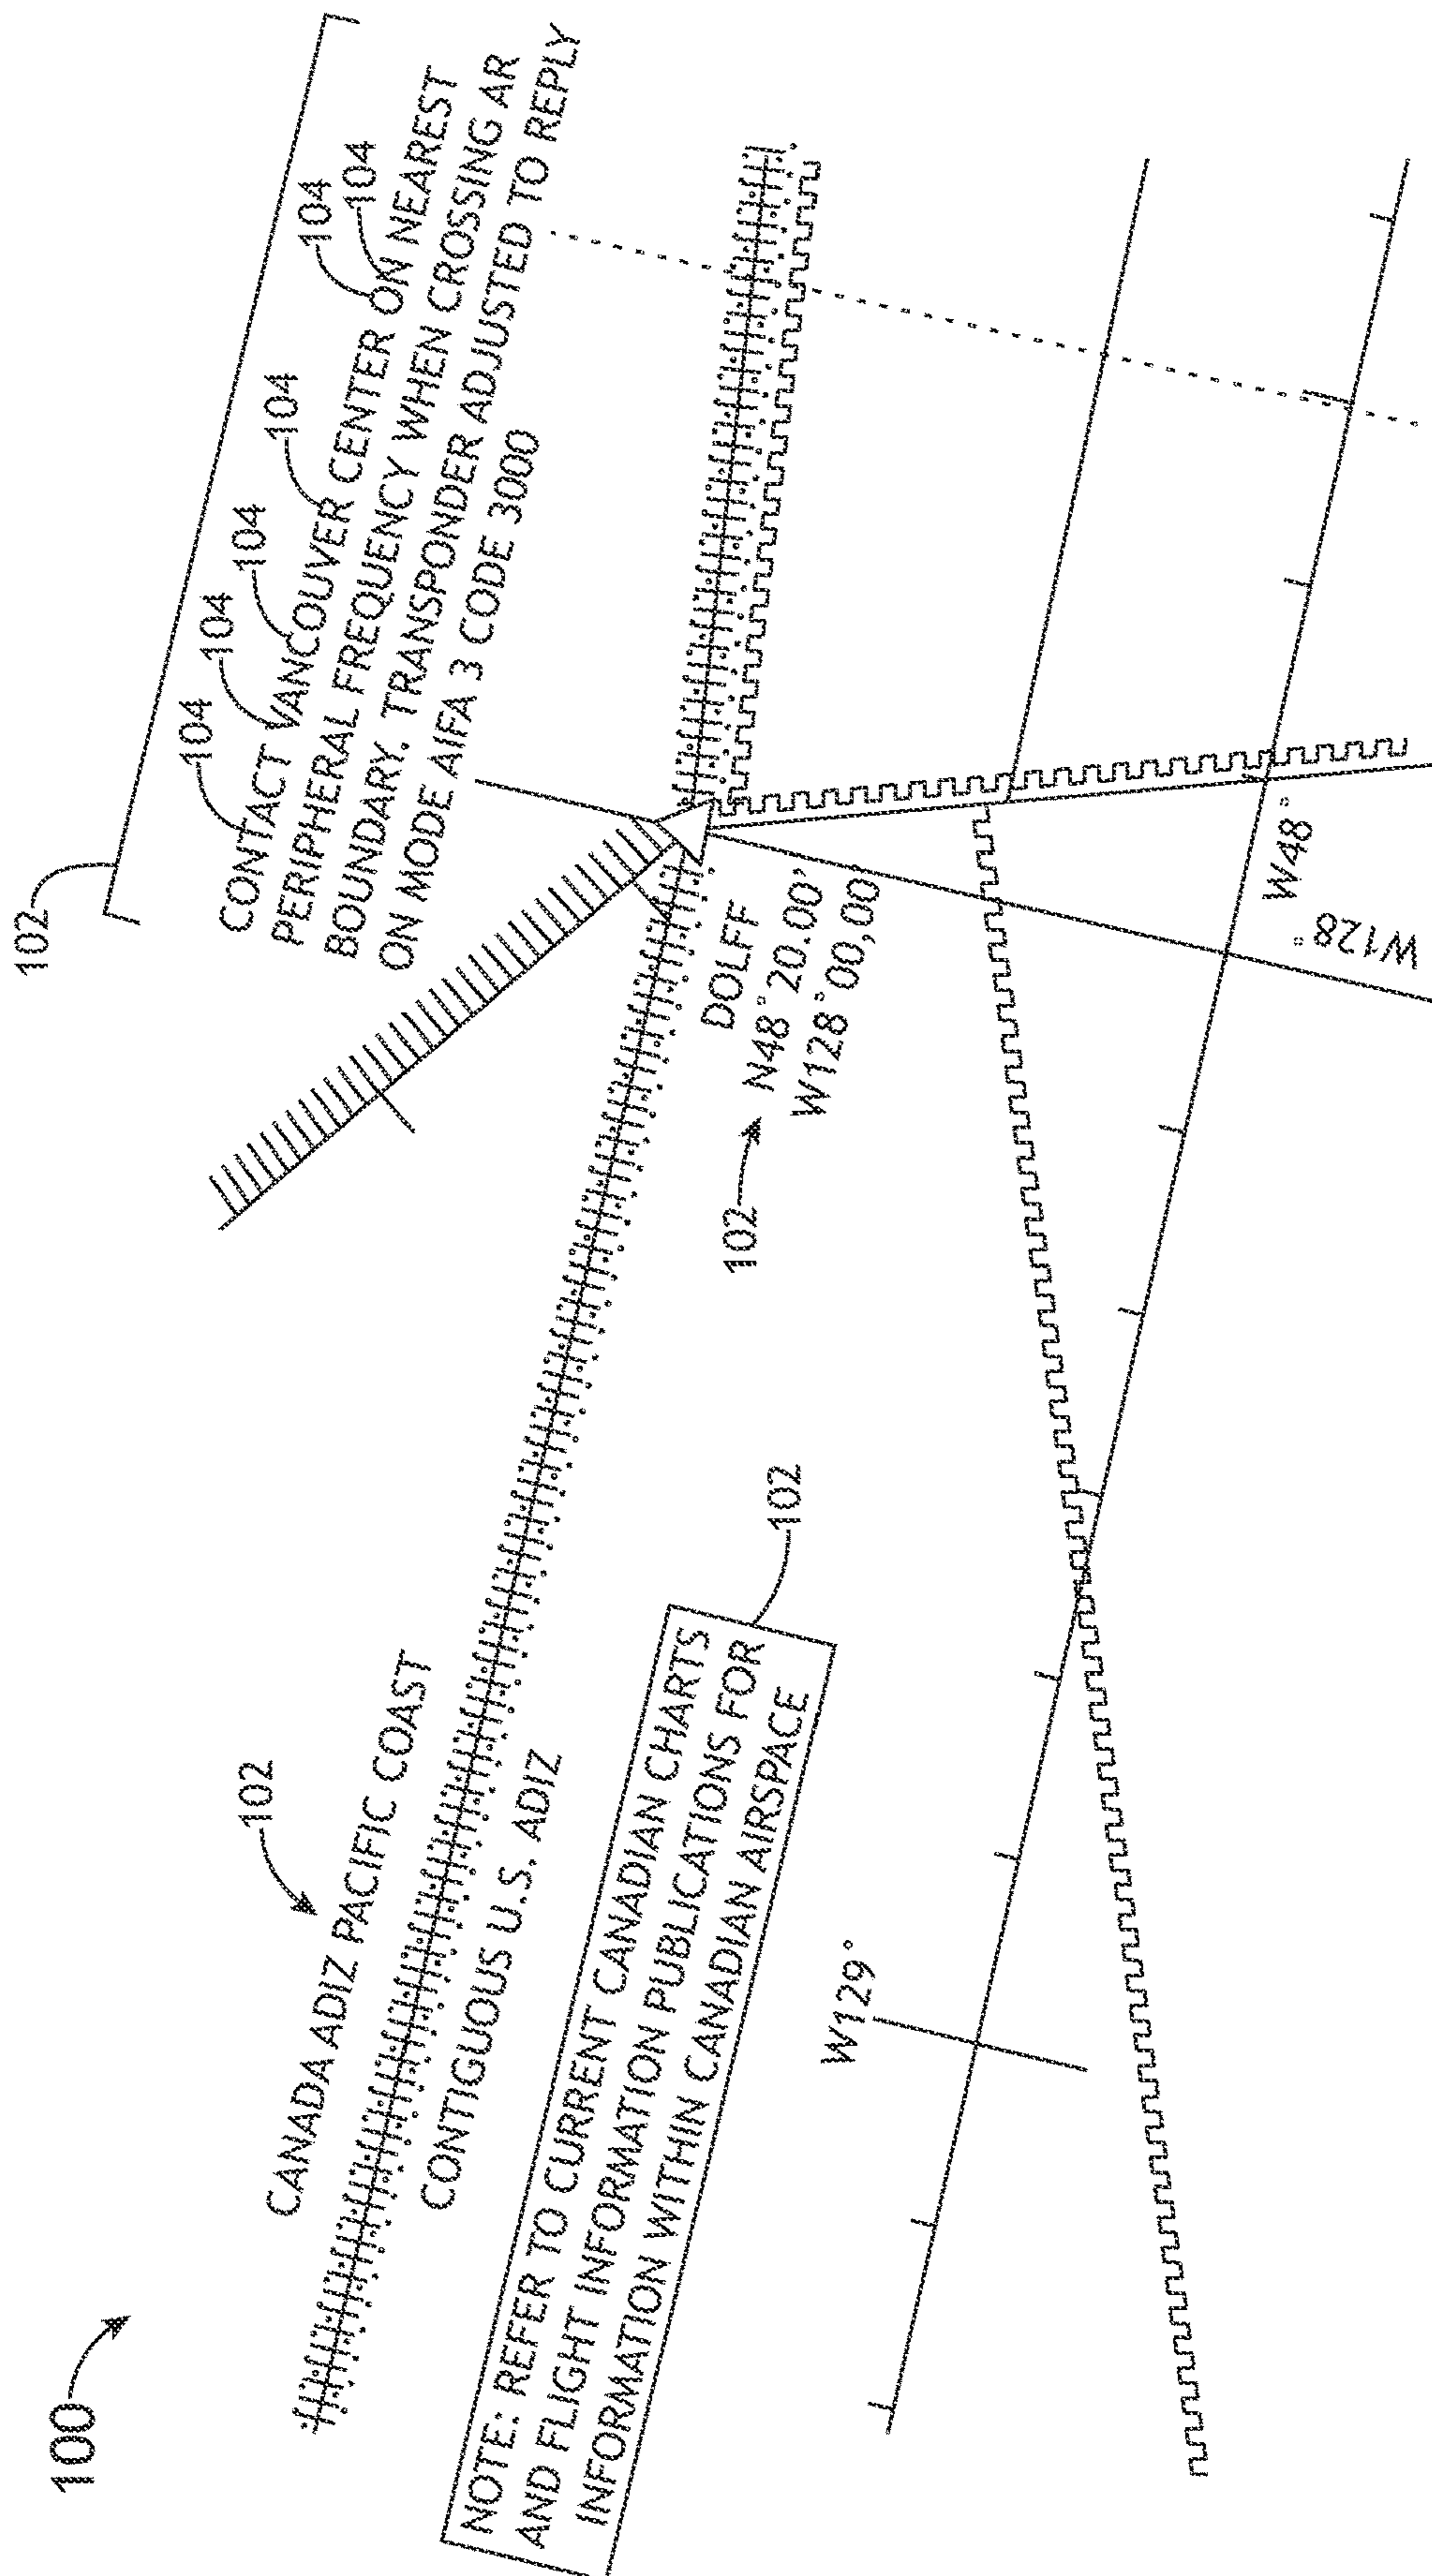 100
102
104
104
104
104
104
104
CONTACT VANCOUVER CENTER ON NEAREST
PERIPHERAL FREQUENCY WHEN CROSSING AR
BOUNDARY. TRANSPONDER ADJUSTED TO REPLY
ON MODE AIFA 3 CODE 3000
102
CANADA ADIZ PACIFIC COAST
CONTIGUOUS U.S. ADIZ
102
NOTE: REFER TO CURRENT CANADIAN CHARTS
AND FLIGHT INFORMATION PUBLICATIONS FOR
INFORMATION WITHIN CANADIAN AIRSPACE
102
DOLFF
N48°20.00'
W128°00,00'
W129°
W48°
W128°